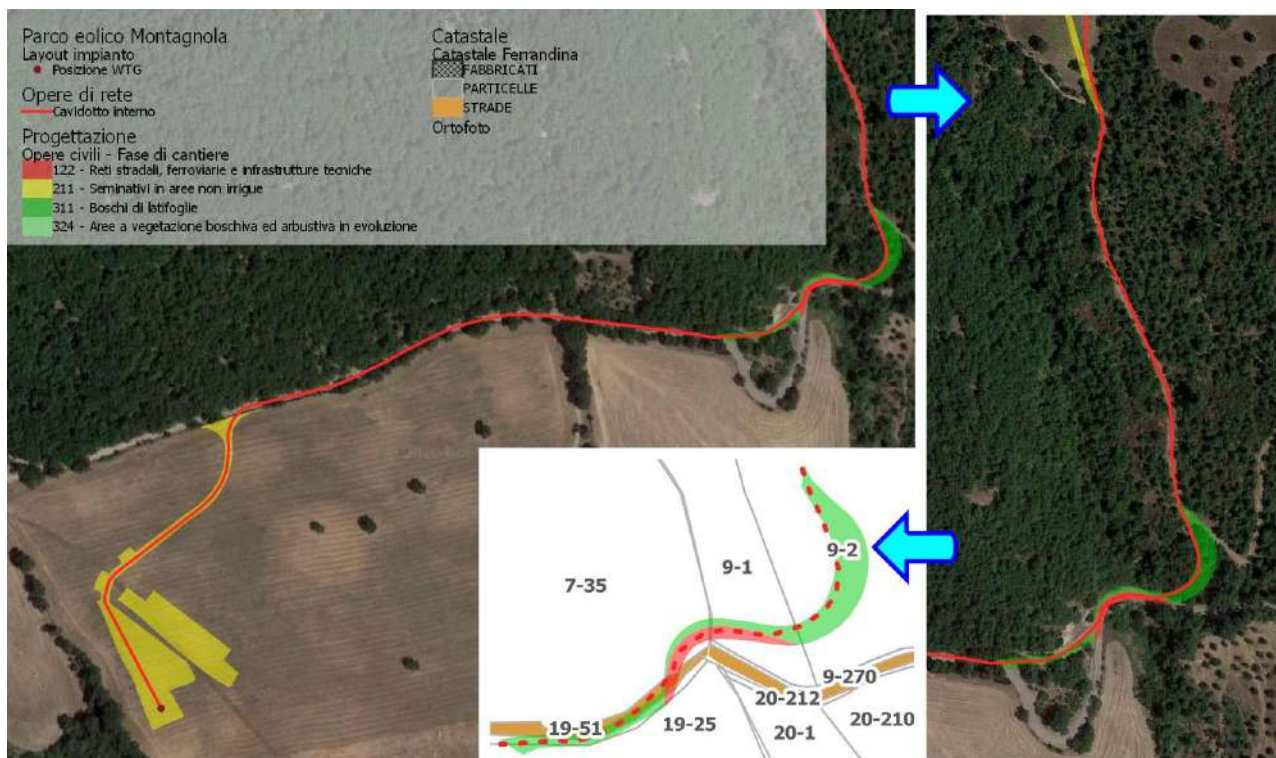 Parco eolico Montagnola
Layout impianto
Posizione WTG
Opere di rete
Cavidotto interno
Progettazione
Opere civili - Fase di cantiere
122 - Reti stradali, ferroviarie e infrastrutture tecniche
211 - Seminativi in aree non irrigue
311 - Boschi di latifoglie
324 - Aree a vegetazione boschiva ed arbustiva in evoluzione
Catastale
Catastale Ferrandina
FABBRICATI
PARTICELLE
STRADE
Ortofoto
9-2
9-1
7-35
9-270
20-212
19-51
19-25
20-1
20-210